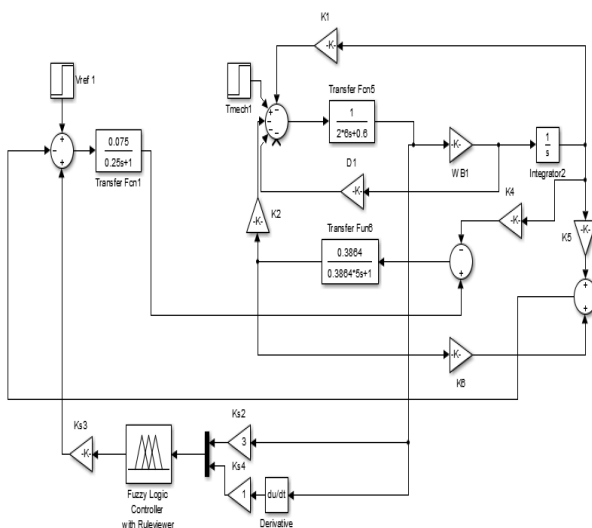 K1
-K-
Vref 1
Tmech1
Transfer Fcn5
1
2*6s+0.6
-K-
WB1
1
s
Integrator2
0.075
0.25s+1
Transfer Fcn1
D1
-K-
K2
-K-
K4
-K-
K5
-K-
Transfer Fun6
0.3864
0.3864*5s+1
-K-
K6
Ks3
-K-
Fuzzy Logic
Controller
with Ruleviewer
Ks2
3
Ks4
1
du/dt
Derivative